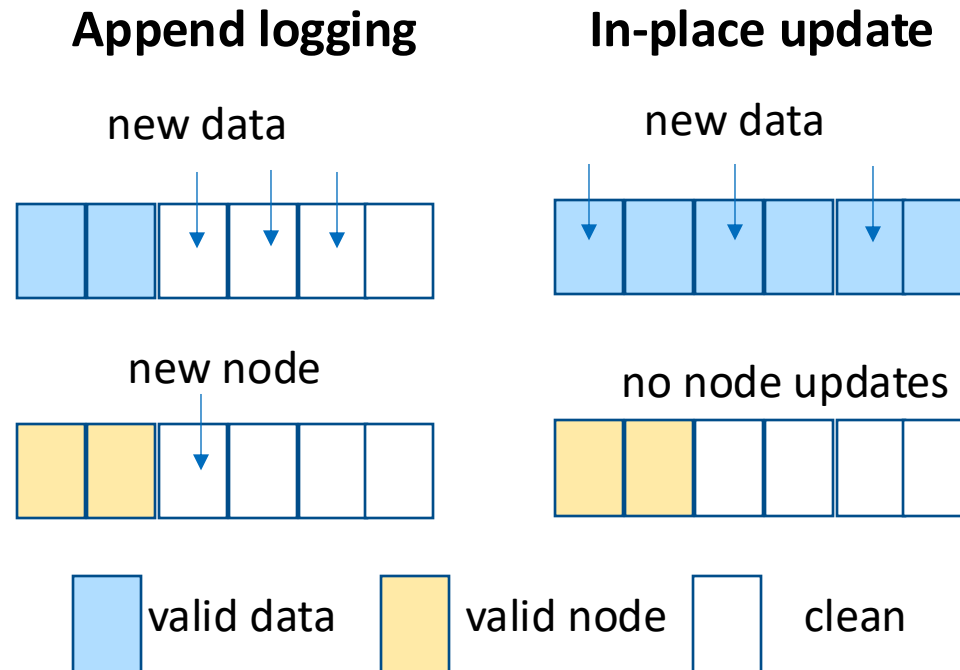 Append logging
In-place update
new data
new data
new node
no node updates
valid data
valid node
clean